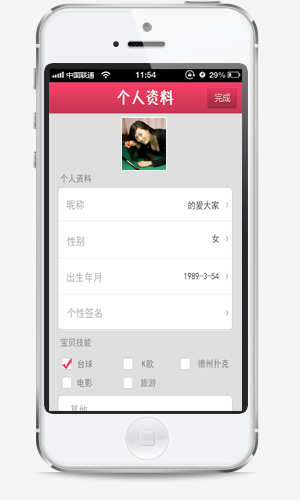 中国联通 11:54 29%
个人资料 完成
个人资料
昵称 的爱大家
性别 女
出生年月 1989-3-54
个性签名
宝贝技能
台球 K歌 德州扑克
电影 旅游
其他